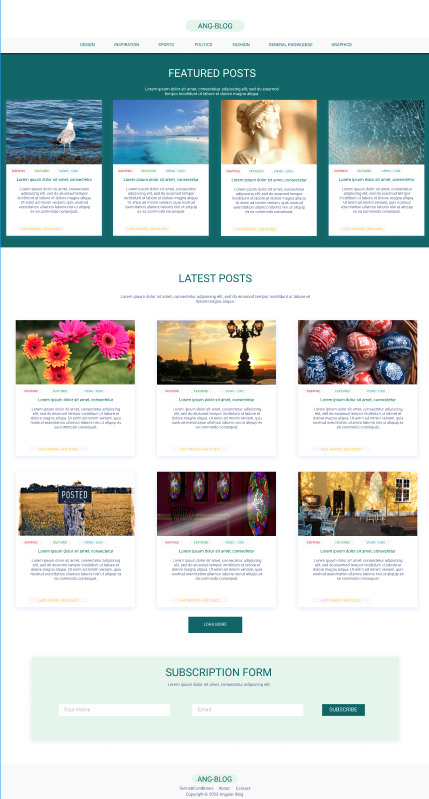 ANG-BLOG
DESIGN INSPIRATION SPORTS POLITICS FASHION GENERAL KNOWLEDGE GRAPHICS
FEATURED POSTS
Lorem ipsum dolor sit amet, consectetur adipiscing elit, sed do eiusmod
tempor incididunt ut labore et dolore magna aliqua
INSPIRING FEATURED VIEWS - 1,000
Lorem ipsum dolor sit amet, consectetur
Lorem ipsum dolor sit amet, consectetur adipiscing
elit, sed do eiusmod tempor incididunt ut labore et
dolore magna aliqua. Ut enim ad minim veniam, quis
nostrud exercitation ullamco laboris nisi ut aliquip
ex ea commodo consequat.
INSPIRING FEATURED
Lorem ipsum dolor sit amet, consectetur
Lorem ipsum dolor sit amet, consectetur adipiscing
elit, sed do eiusmod tempor incididunt ut labore et
dolore magna aliqua. Ut enim ad minim veniam, quis
nostrud exercitation ullamco laboris nisi ut aliquip
ex ea commodo consequat.
INSPIRING FEATURED
Lorem ipsum dolor sit amet, consectetur
Lorem ipsum dolor sit amet, consectetur adipiscing
elit, sed do eiusmod tempor incididunt ut labore et
dolore magna aliqua. Ut enim ad minim veniam, quis
nostrud exercitation ullamco laboris nisi ut aliquip
ex ea commodo consequat.
INSPIRING FEATURED
Lorem ipsum dolor sit amet, consectetur
Lorem ipsum dolor sit amet, consectetur adipiscing
elit, sed do eiusmod tempor incididunt ut labore et
dolore magna aliqua. Ut enim ad minim veniam, quis
nostrud exercitation ullamco laboris nisi ut aliquip
ex ea commodo consequat.
LATEST POSTS
Lorem ipsum dolor sit amet, consectetur adipiscing elit, sed do eiusmod tempor incididunt ut labore et
dolore magna aliqua.
INSPIRING FEATURED
Lorem ipsum dolor sit amet, consectetur
Lorem ipsum dolor sit amet, consectetur adipiscing
elit, sed do eiusmod tempor incididunt ut labore et
dolore magna aliqua. Ut enim ad minim veniam, quis
nostrud exercitation ullamco laboris nisi ut aliquip
ex ea commodo consequat.
INSPIRING FEATURED
Lorem ipsum dolor sit amet, consectetur
Lorem ipsum dolor sit amet, consectetur adipiscing
elit, sed do eiusmod tempor incididunt ut labore et
dolore magna aliqua. Ut enim ad minim veniam, quis
nostrud exercitation ullamco laboris nisi ut aliquip
ex ea commodo consequat.
INSPIRING FEATURED
Lorem ipsum dolor sit amet, consectetur
Lorem ipsum dolor sit amet, consectetur adipiscing
elit, sed do eiusmod tempor incididunt ut labore et
dolore magna aliqua. Ut enim ad minim veniam, quis
nostrud exercitation ullamco laboris nisi ut aliquip
ex ea commodo consequat.
POSTED
INSPIRING FEATURED
Lorem ipsum dolor sit amet, consectetur
Lorem ipsum dolor sit amet, consectetur adipiscing
elit, sed do eiusmod tempor incididunt ut labore et
dolore magna aliqua. Ut enim ad minim veniam, quis
nostrud exercitation ullamco laboris nisi ut aliquip
ex ea commodo consequat.
INSPIRING FEATURED
Lorem ipsum dolor sit amet, consectetur
Lorem ipsum dolor sit amet, consectetur adipiscing
elit, sed do eiusmod tempor incididunt ut labore et
dolore magna aliqua. Ut enim ad minim veniam, quis
nostrud exercitation ullamco laboris nisi ut aliquip
ex ea commodo consequat.
INSPIRING FEATURED
Lorem ipsum dolor sit amet, consectetur
Lorem ipsum dolor sit amet, consectetur adipiscing
elit, sed do eiusmod tempor incididunt ut labore et
dolore magna aliqua. Ut enim ad minim veniam, quis
nostrud exercitation ullamco laboris nisi ut aliquip
ex ea commodo consequat.
LOAD MORE
SUBSCRIPTION FORM
Lorem ipsum dolor sit amet, consectetur adipiscing elit.
Your Name Email SUBSCRIBE
ANG-BLOG
Terms&Conditions About Contact
Copyright © 2023 Angular Blog